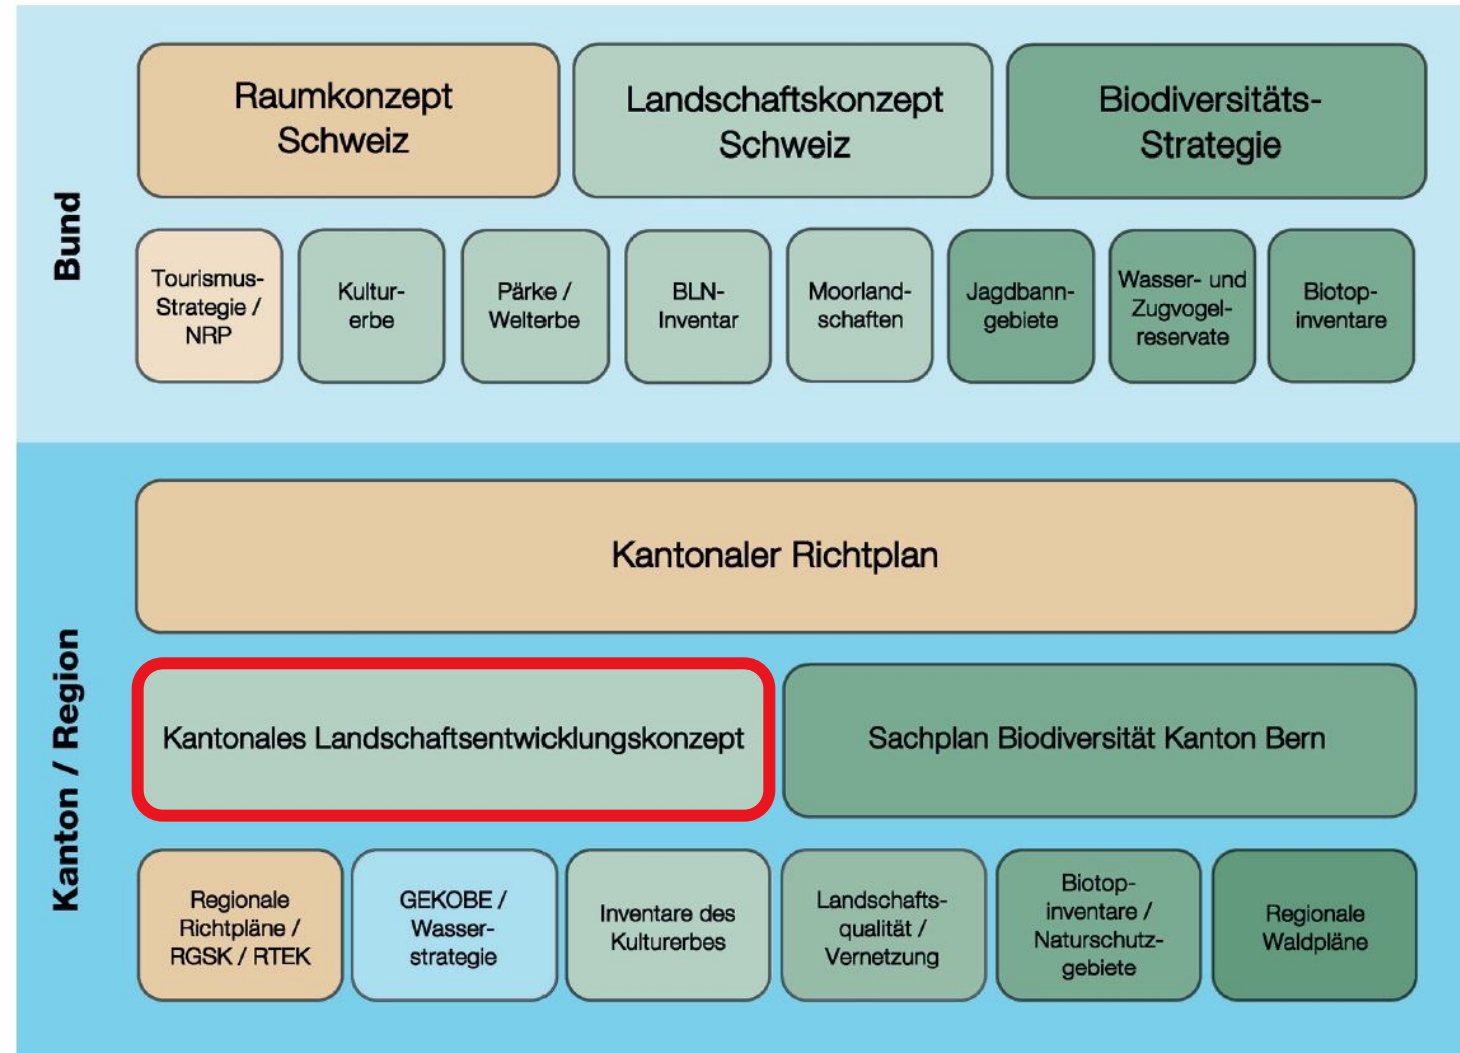 Bund
Raumkonzept
Schweiz
Landschaftskonzept
Schweiz
Biodiversitäts-
Strategie
Tourismus-
Strategie /
NRP
Kultur-
erbe
Pärke /
Welterbe
BLN-
Inventar
Moorland-
schaften
Jagdbann-
gebiete
Wasser- und
Zugvogel-
reservate
Biotop-
inventare
Kanton / Region
Kantonaler Richtplan
Kantonales Landschaftsentwicklungskonzept
Sachplan Biodiversität Kanton Bern
Regionale
Richtpläne /
RGSK / RTEK
GEKOBE /
Wasser-
strategie
Inventare des
Kulturerbes
Landschafts-
qualität /
Vernetzung
Biotop-
inventare /
Naturschutz-
gebiete
Regionale
Waldpläne